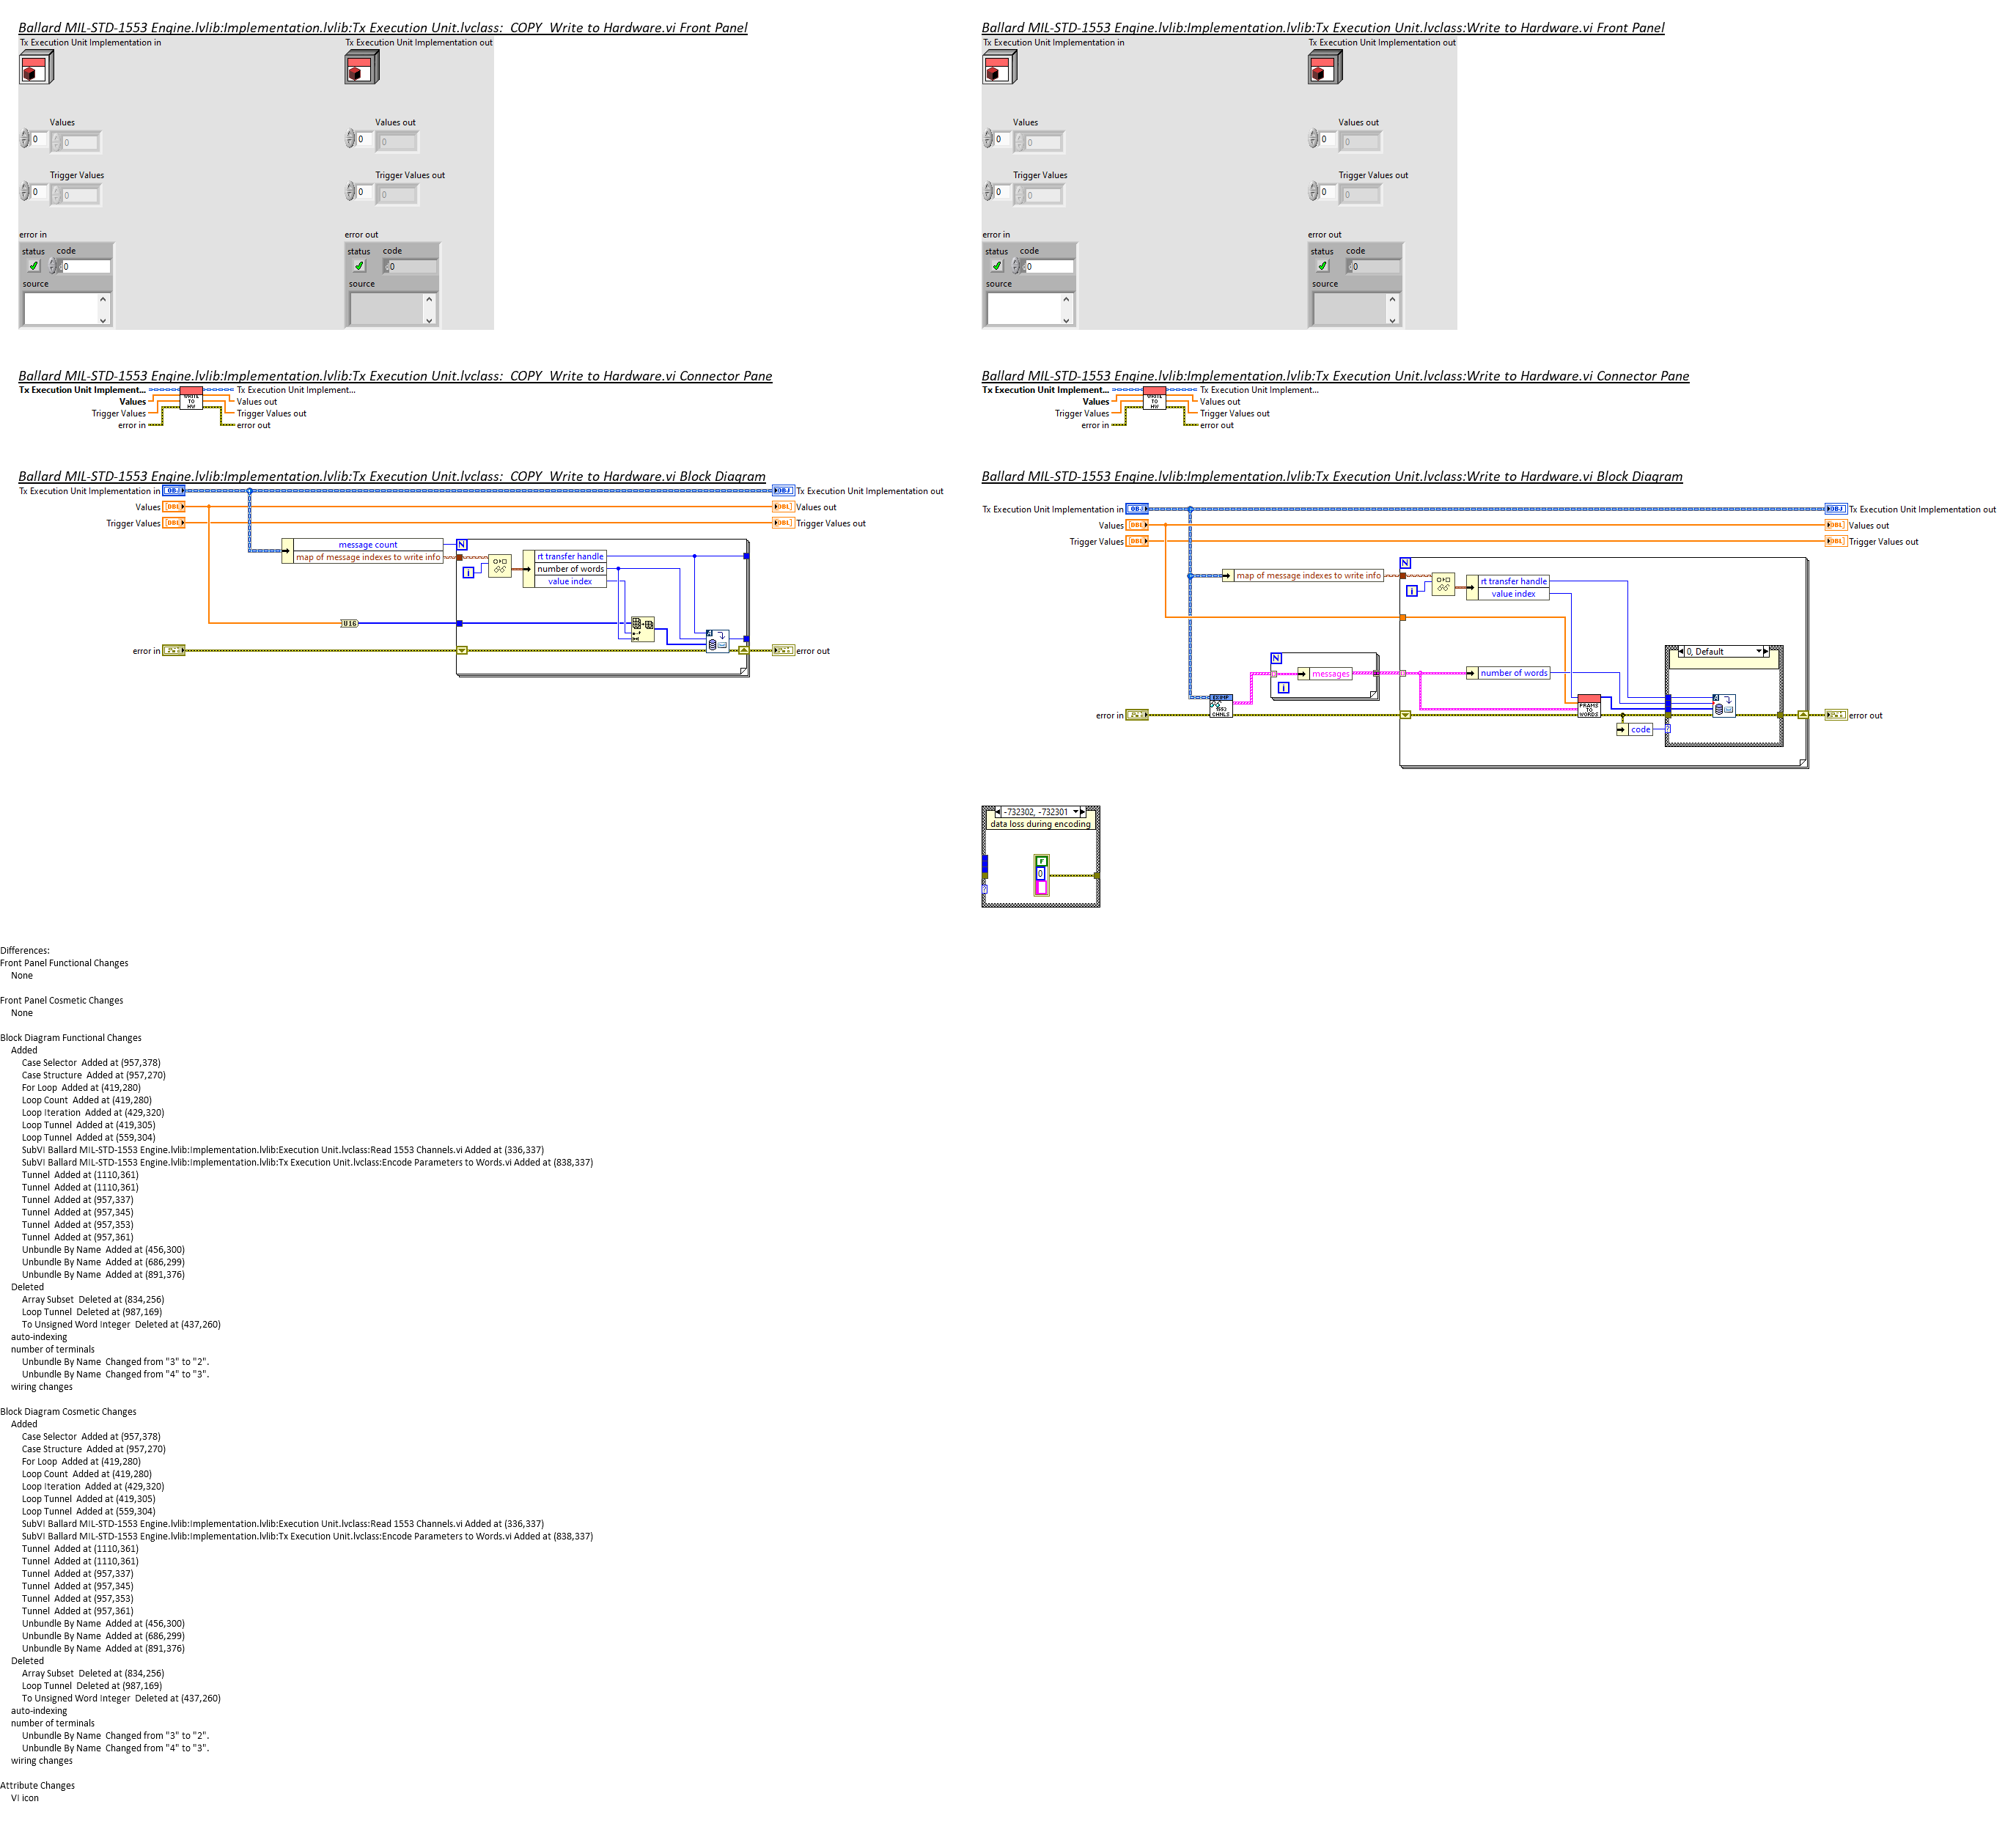 Ballard MIL-STD-1553 Engine.lvlib:Implementation.lvlib:Tx Execution Unit.lvclass:_COPY_Write to Hardware.vi Front Panel
Tx Execution Unit Implementation in
Tx Execution Unit Implementation out
Values
Values out
0
0
0
0
Trigger Values
Trigger Values out
0
0
0
0
error in
error out
status code
status code
0
0
source
source
Ballard MIL-STD-1553 Engine.lvlib:Implementation.lvlib:Tx Execution Unit.lvclass:Write to Hardware.vi Front Panel
Tx Execution Unit Implementation in
Tx Execution Unit Implementation out
Values
Values out
0
0
0
0
Trigger Values
Trigger Values out
0
0
0
0
error in
error out
status code
status code
0
0
source
source
Ballard MIL-STD-1553 Engine.lvlib:Implementation.lvlib:Tx Execution Unit.lvclass:_COPY_Write to Hardware.vi Connector Pane
Tx Execution Unit Implement...
Tx Execution Unit Implement...
Values
Values out
Trigger Values
Trigger Values out
error in
error out
WRITE
TO
HW
Ballard MIL-STD-1553 Engine.lvlib:Implementation.lvlib:Tx Execution Unit.lvclass:Write to Hardware.vi Connector Pane
Tx Execution Unit Implement...
Tx Execution Unit Implement...
Values
Values out
Trigger Values
Trigger Values out
error in
error out
WRITE
TO
HW
Ballard MIL-STD-1553 Engine.lvlib:Implementation.lvlib:Tx Execution Unit.lvclass:_COPY_Write to Hardware.vi Block Diagram
Tx Execution Unit Implementation in
OBJ
OBJ
Tx Execution Unit Implementation out
Values
[DBL]
[DBL]
Values out
Trigger Values
[DBL]
[DBL]
Trigger Values out
message count
map of message indexes to write info
N
i
rt transfer handle
number of words
value index
U16
error in
error out
Ballard MIL-STD-1553 Engine.lvlib:Implementation.lvlib:Tx Execution Unit.lvclass:Write to Hardware.vi Block Diagram
Tx Execution Unit Implementation in
OBJ
OBJ
Tx Execution Unit Implementation out
Values
[DBL]
[DBL]
Values out
Trigger Values
[DBL]
[DBL]
Trigger Values out
N
map of message indexes to write info
i
rt transfer handle
value index
N
messages
i
number of words
0, Default
1553
CHNLS
PRAMS
TO
WORDS
error in
error out
code
?
-732302, -732301
data loss during encoding
F
0
?
Differences:
Front Panel Functional Changes
None
Front Panel Cosmetic Changes
None
Block Diagram Functional Changes
Added
Case Selector  Added at (957,378)
Case Structure  Added at (957,270)
For Loop  Added at (419,280)
Loop Count  Added at (419,280)
Loop Iteration  Added at (429,320)
Loop Tunnel  Added at (419,305)
Loop Tunnel  Added at (559,304)
SubVI Ballard MIL-STD-1553 Engine.lvlib:Implementation.lvlib:Execution Unit.lvclass:Read 1553 Channels.vi Added at (336,337)
SubVI Ballard MIL-STD-1553 Engine.lvlib:Implementation.lvlib:Tx Execution Unit.lvclass:Encode Parameters to Words.vi Added at (838,337)
Tunnel  Added at (1110,361)
Tunnel  Added at (1110,361)
Tunnel  Added at (957,337)
Tunnel  Added at (957,345)
Tunnel  Added at (957,353)
Tunnel  Added at (957,361)
Unbundle By Name  Added at (456,300)
Unbundle By Name  Added at (686,299)
Unbundle By Name  Added at (891,376)
Deleted
Array Subset  Deleted at (834,256)
Loop Tunnel  Deleted at (987,169)
To Unsigned Word Integer  Deleted at (437,260)
auto-indexing
number of terminals
Unbundle By Name  Changed from "3" to "2".
Unbundle By Name  Changed from "4" to "3".
wiring changes
Block Diagram Cosmetic Changes
Added
Case Selector  Added at (957,378)
Case Structure  Added at (957,270)
For Loop  Added at (419,280)
Loop Count  Added at (419,280)
Loop Iteration  Added at (429,320)
Loop Tunnel  Added at (419,305)
Loop Tunnel  Added at (559,304)
SubVI Ballard MIL-STD-1553 Engine.lvlib:Implementation.lvlib:Execution Unit.lvclass:Read 1553 Channels.vi Added at (336,337)
SubVI Ballard MIL-STD-1553 Engine.lvlib:Implementation.lvlib:Tx Execution Unit.lvclass:Encode Parameters to Words.vi Added at (838,337)
Tunnel  Added at (1110,361)
Tunnel  Added at (1110,361)
Tunnel  Added at (957,337)
Tunnel  Added at (957,345)
Tunnel  Added at (957,353)
Tunnel  Added at (957,361)
Unbundle By Name  Added at (456,300)
Unbundle By Name  Added at (686,299)
Unbundle By Name  Added at (891,376)
Deleted
Array Subset  Deleted at (834,256)
Loop Tunnel  Deleted at (987,169)
To Unsigned Word Integer  Deleted at (437,260)
auto-indexing
number of terminals
Unbundle By Name  Changed from "3" to "2".
Unbundle By Name  Changed from "4" to "3".
wiring changes
Attribute Changes
VI icon